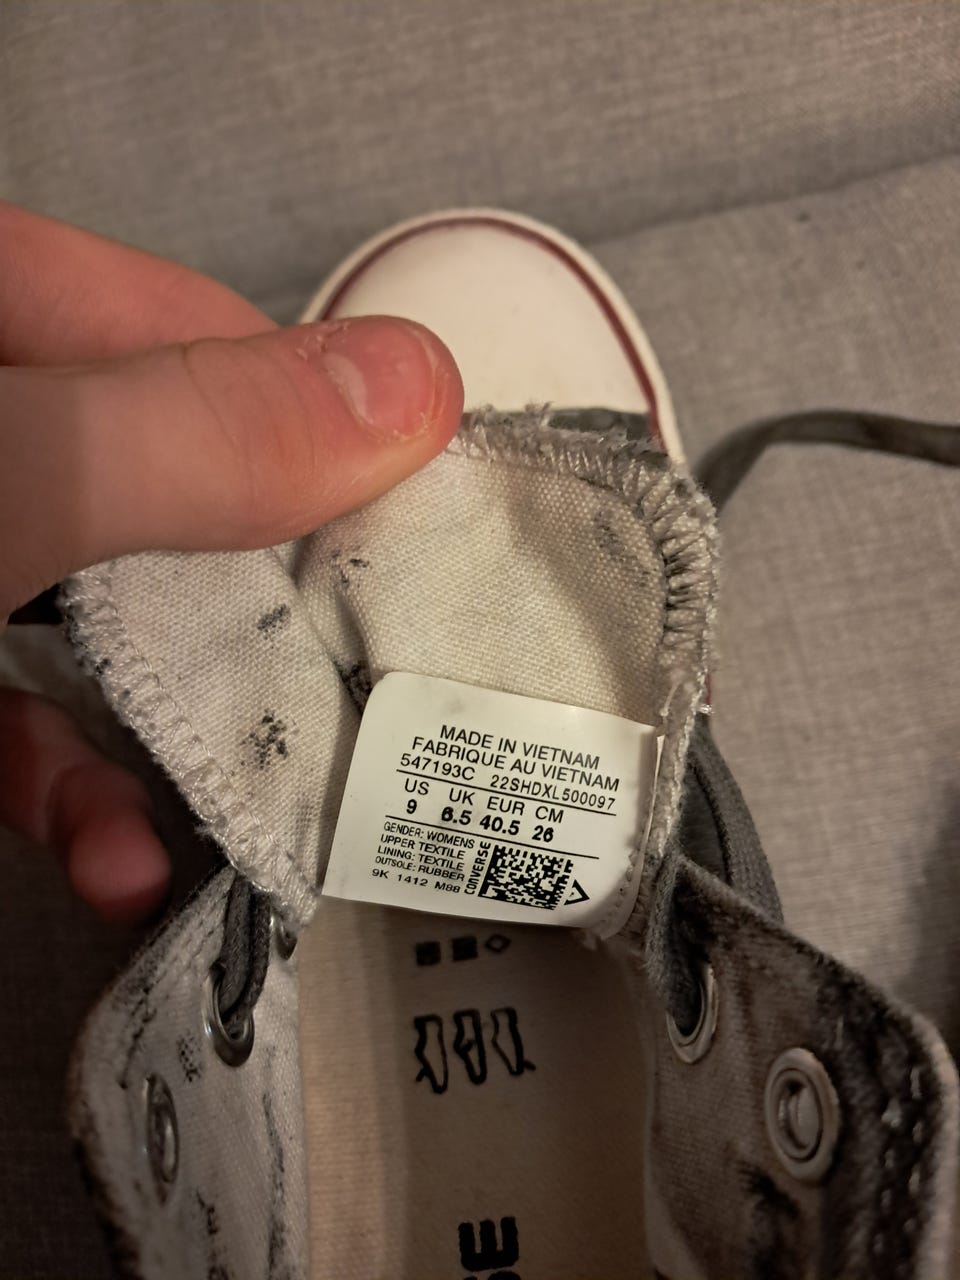 MADE IN VIETNAM
FABRIQUE AU VIETNAM
547193C 22SHDXL500097
US UK EUR CM
9 6.5 40.5 26
GENDER: WOMENS
UPPER TEXTILE
LINING: TEXTILE
OUTSOLE: RUBBER
9K 1412 M88
CONVERSE